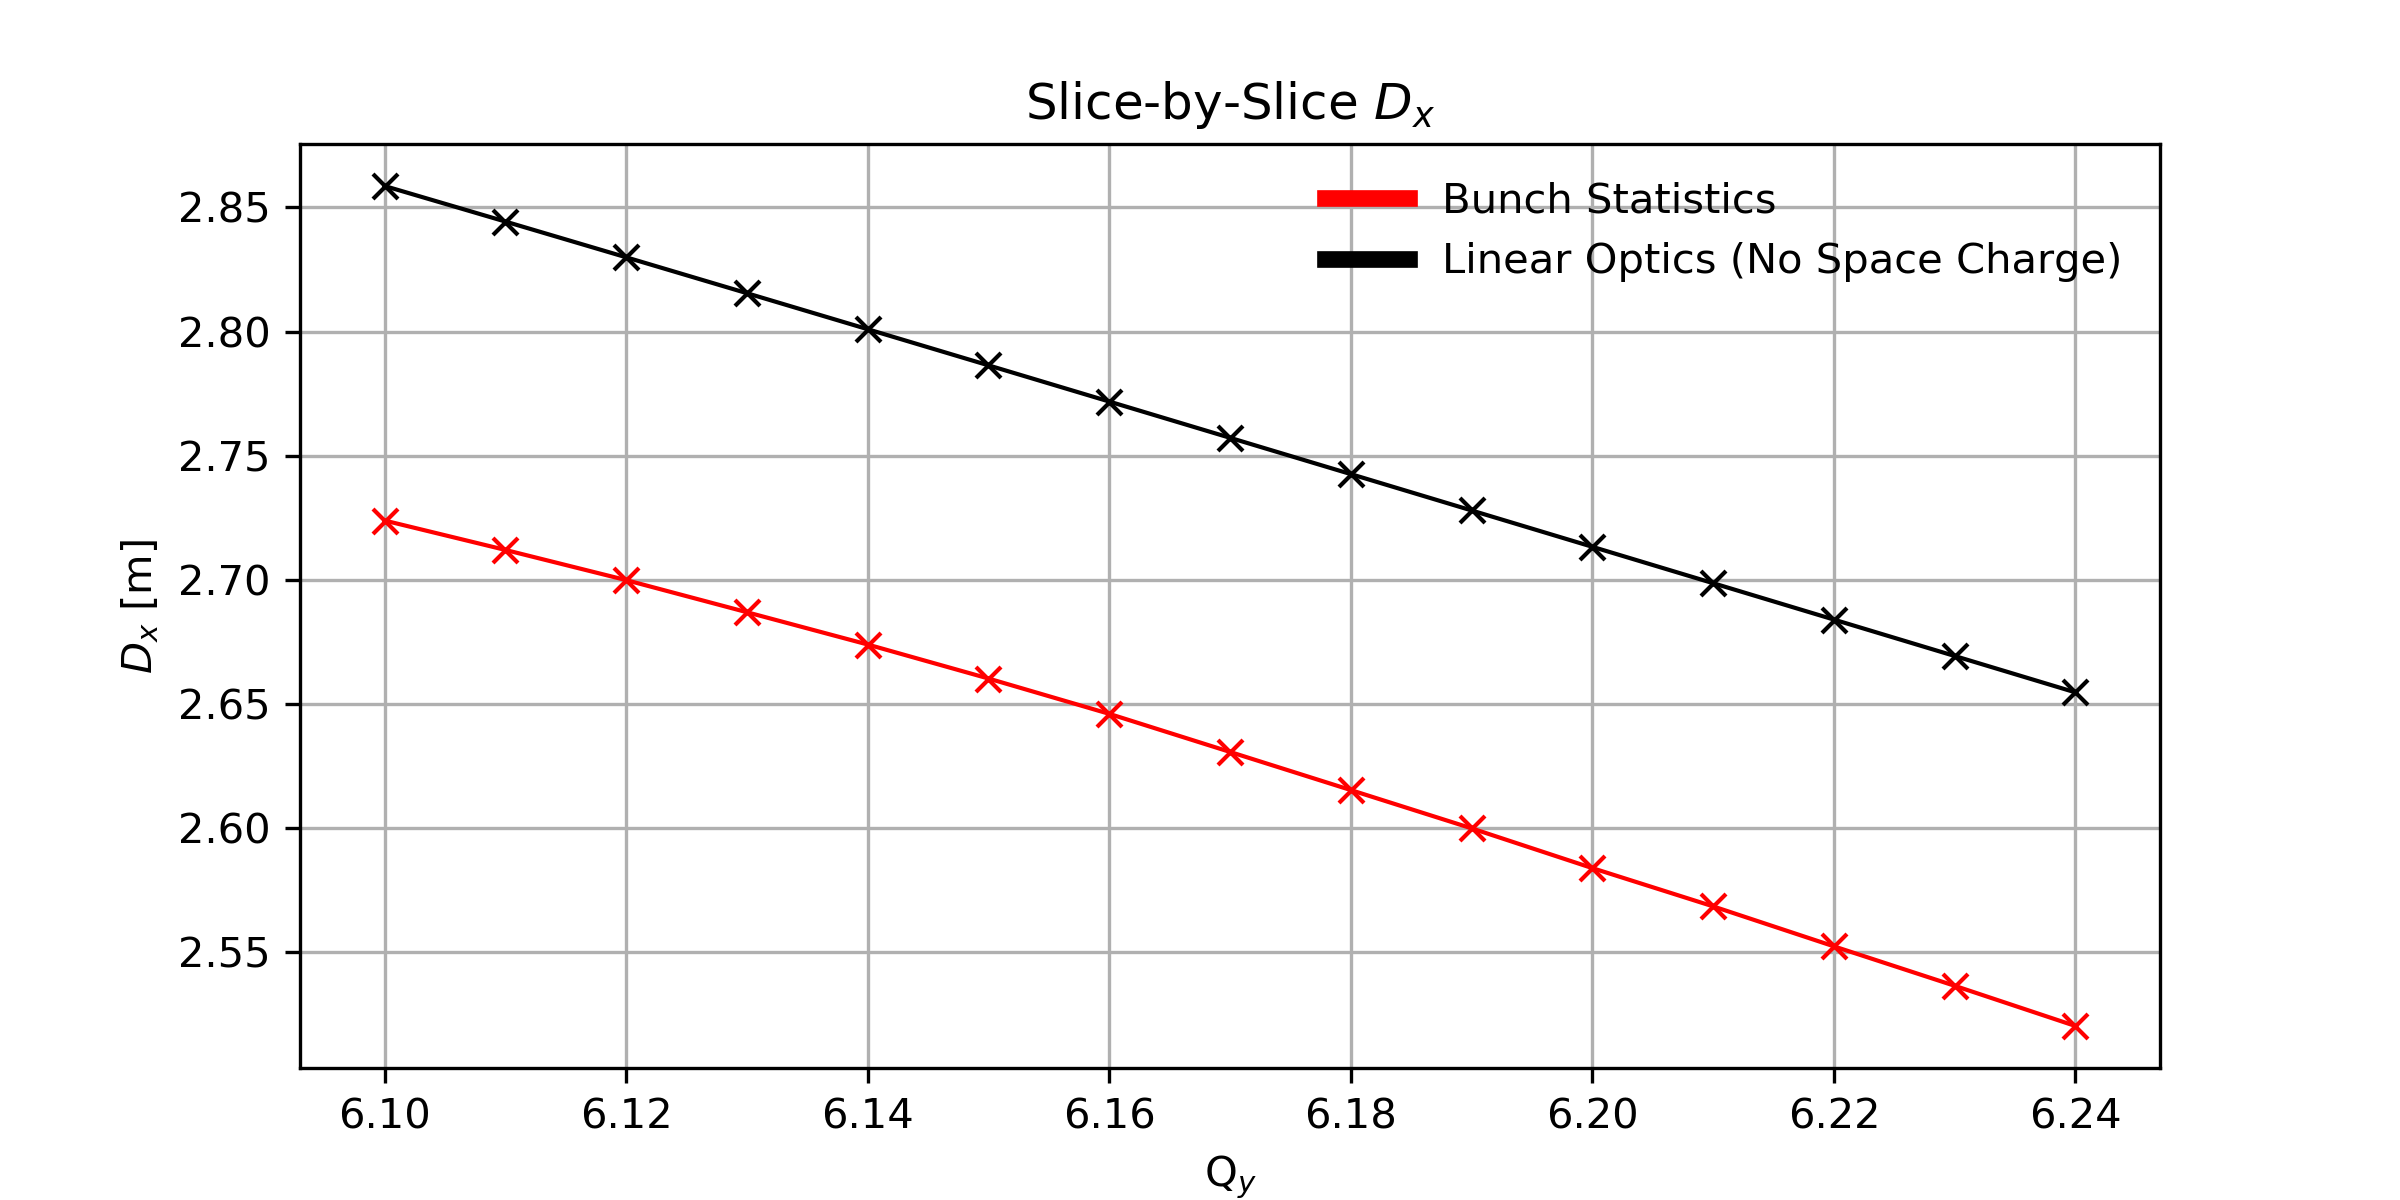 Slice-by-Slice Dₓ
Bunch Statistics
Linear Optics (No Space Charge)
Dₓ [m]
2.85
2.80
2.75
2.70
2.65
2.60
2.55
6.10 6.12 6.14 6.16 6.18 6.20 6.22 6.24
Q_y